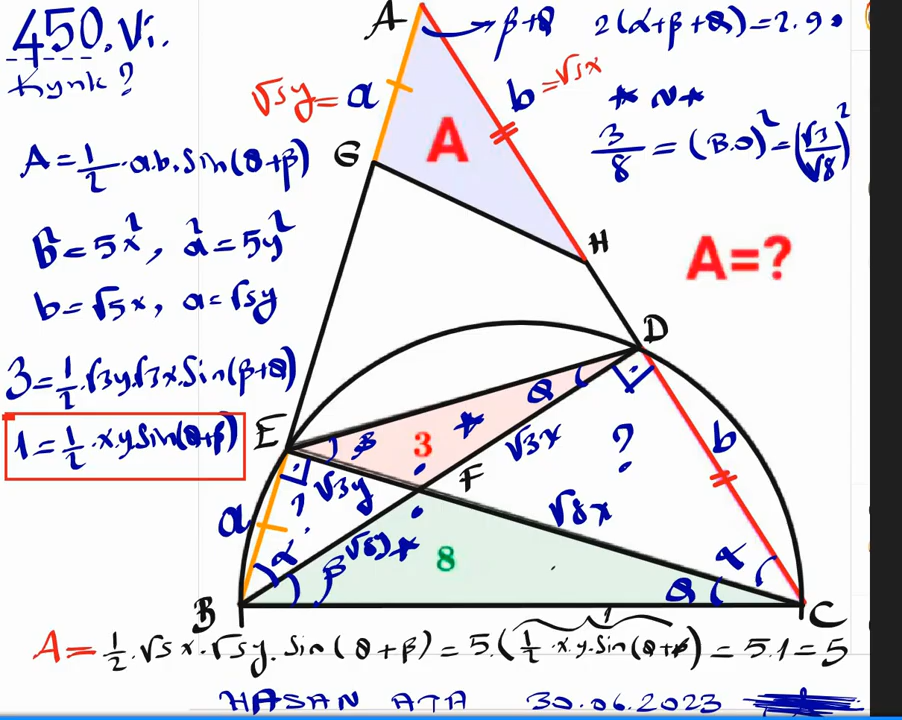 450.Vi.
Kynk?
A
β+θ
2(α+β+θ)=2.90
√5y=a
b=√5x
* ~ *
3/8 = (B.O)² = (√3/√8)²
A
G
A=1/2.a.b.Sin(θ+β)
b²=5x², a²=5y²
b=√5x, a=√5y
H
A=?
3=1/2.√3y.√3x.Sin(β+θ)
1=1/2.x.y.Sin(θ+β)
D
E
β
3
*
θ
√3x
?
b
F
a
?
√3y
√8x
α
β
√8y
*
8
θ
α
B
C
1
A=1/2.√5x.√5y.Sin(θ+β)=5.(1/2.x.y.Sin(θ+β))=5.1=5
HASAN ATA 30.06.2023